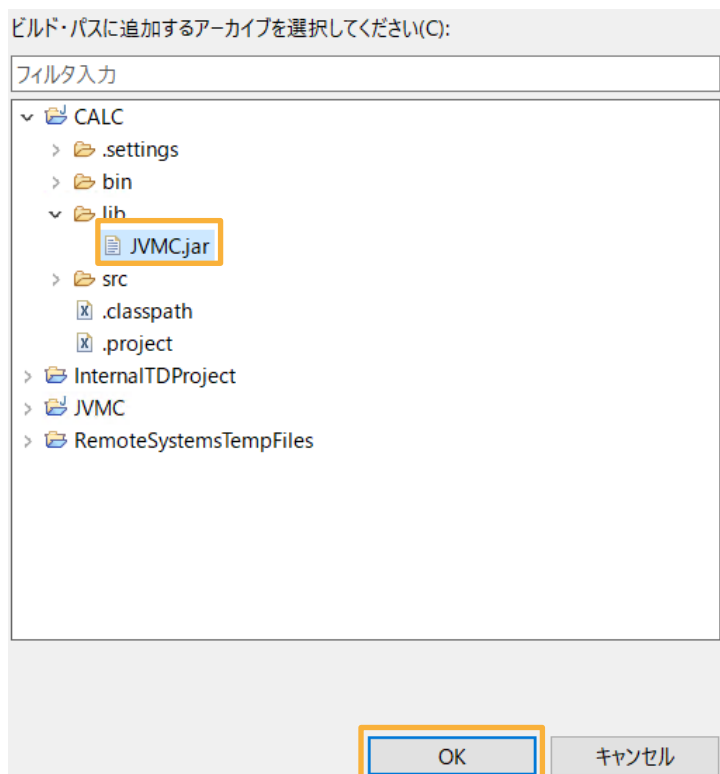 ビルド・パスに追加するアーカイブを選択してください(C):
フィルタ入力
CALC
.settings
bin
lib
JVMC.jar
src
.classpath
.project
InternalTDProject
JVMC
RemoteSystemsTempFiles
OK
キャンセル